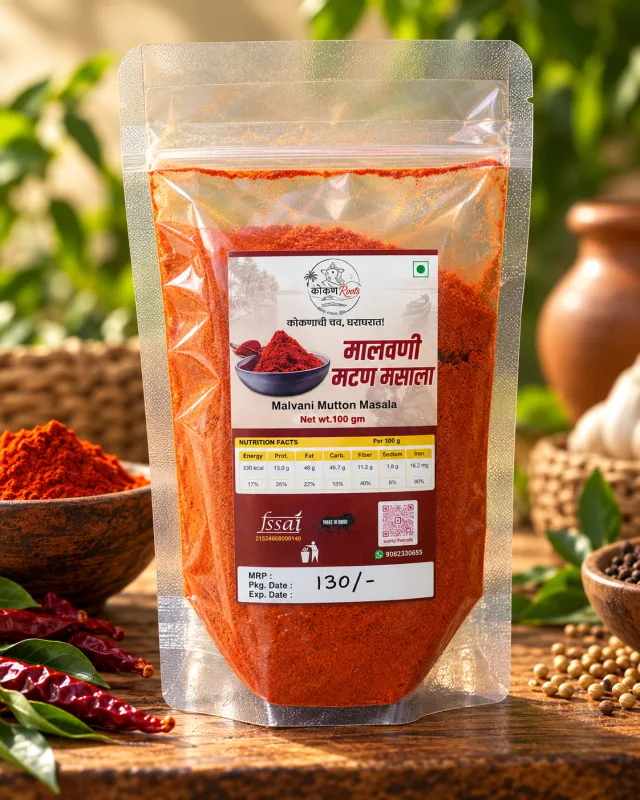 कोकण Roots
कोकणाची चव, घराघरात!
मालवणी
मटण मसाला
Malvani Mutton Masala
Net wt.100 gm
NUTRITION FACTS Per 100 g
Energy Prot. Fat Carb. Fiber Sodium Iron
330 kcal 13.0 g 48 g 46.7 g 11.2 g 1.8 g 16.2 mg
17% 26% 22% 18% 40% 8% 90%
fssai
21524068000140
MAKE IN INDIA
9082330655
MRP : 130/-
Pkg. Date :
Exp. Date :